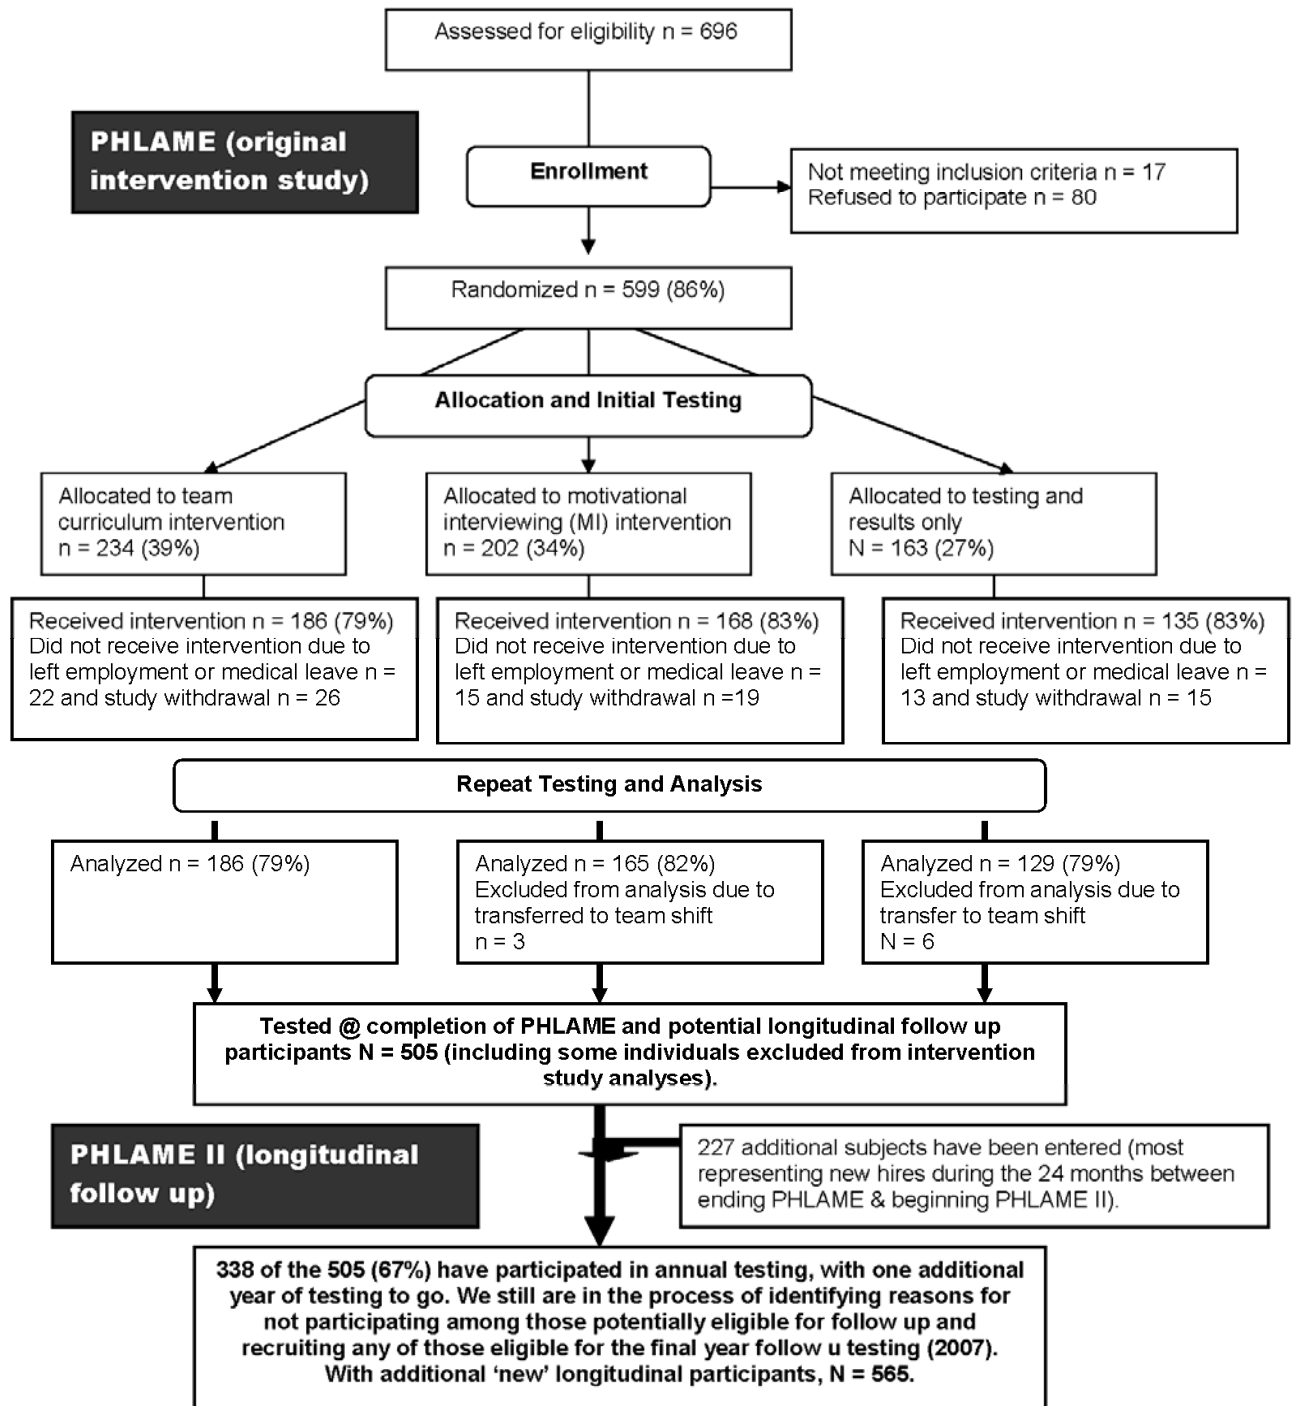 Assessed for eligibility n = 696
PHLAME (original
intervention study)
Enrollment
Not meeting inclusion criteria n = 17
Refused to participate n = 80
Randomized n = 599 (86%)
Allocation and Initial Testing
Allocated to team
curriculum intervention
n = 234 (39%)
Allocated to motivational
interviewing (MI) intervention
n = 202 (34%)
Allocated to testing and
results only
N = 163 (27%)
Received intervention n = 186 (79%)
Did not receive intervention due to
left employment or medical leave n =
22 and study withdrawal n = 26
Received intervention n = 168 (83%)
Did not receive intervention due to
left employment or medical leave n =
15 and study withdrawal n =19
Received intervention n = 135 (83%)
Did not receive intervention due to
left employment or medical leave n =
13 and study withdrawal n = 15
Repeat Testing and Analysis
Analyzed n = 186 (79%)
Analyzed n = 165 (82%)
Excluded from analysis due to
transferred to team shift
n = 3
Analyzed n = 129 (79%)
Excluded from analysis due to
transfer to team shift
N = 6
Tested @ completion of PHLAME and potential longitudinal follow up
participants N = 505 (including some individuals excluded from intervention
study analyses).
PHLAME II (longitudinal
follow up)
227 additional subjects have been entered (most
representing new hires during the 24 months between
ending PHLAME & beginning PHLAME II).
338 of the 505 (67%) have participated in annual testing, with one additional
year of testing to go. We still are in the process of identifying reasons for
not participating among those potentially eligible for follow up and
recruiting any of those eligible for the final year follow u testing (2007).
With additional ‘new’ longitudinal participants, N = 565.